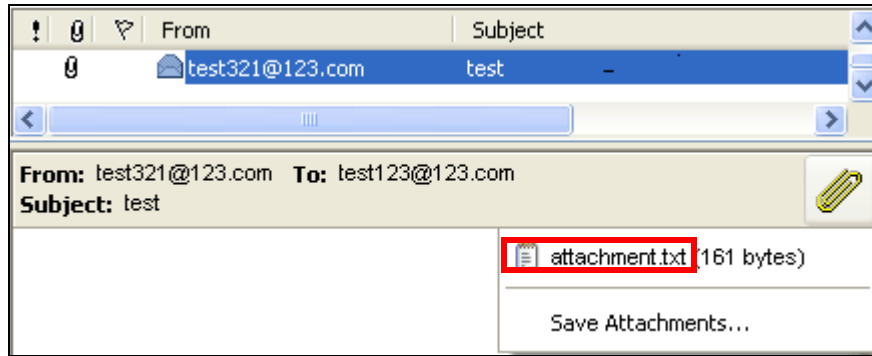 ! From Subject
test321@123.com test
From: test321@123.com To: test123@123.com
Subject: test
attachment.txt (161 bytes)
Save Attachments...